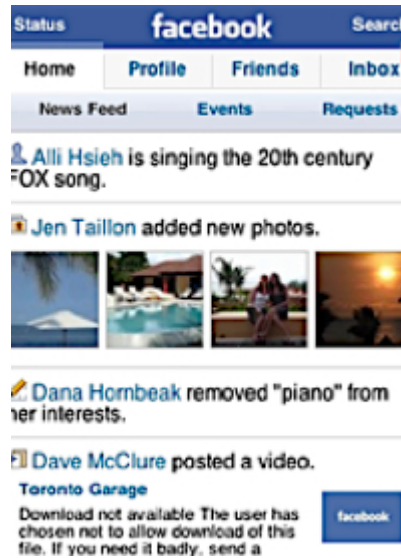 Status facebook Searc
Home Profile Friends Inbox
News Feed Events Requests
Alli Hsieh is singing the 20th century
FOX song.
Jen Taillon added new photos.
Dana Hornbeak removed "piano" from
her interests.
Dave McClure posted a video.
Toronto Garage
Download not available The user has
chosen not to allow download of this
file. If you need it badly, send a
facebook